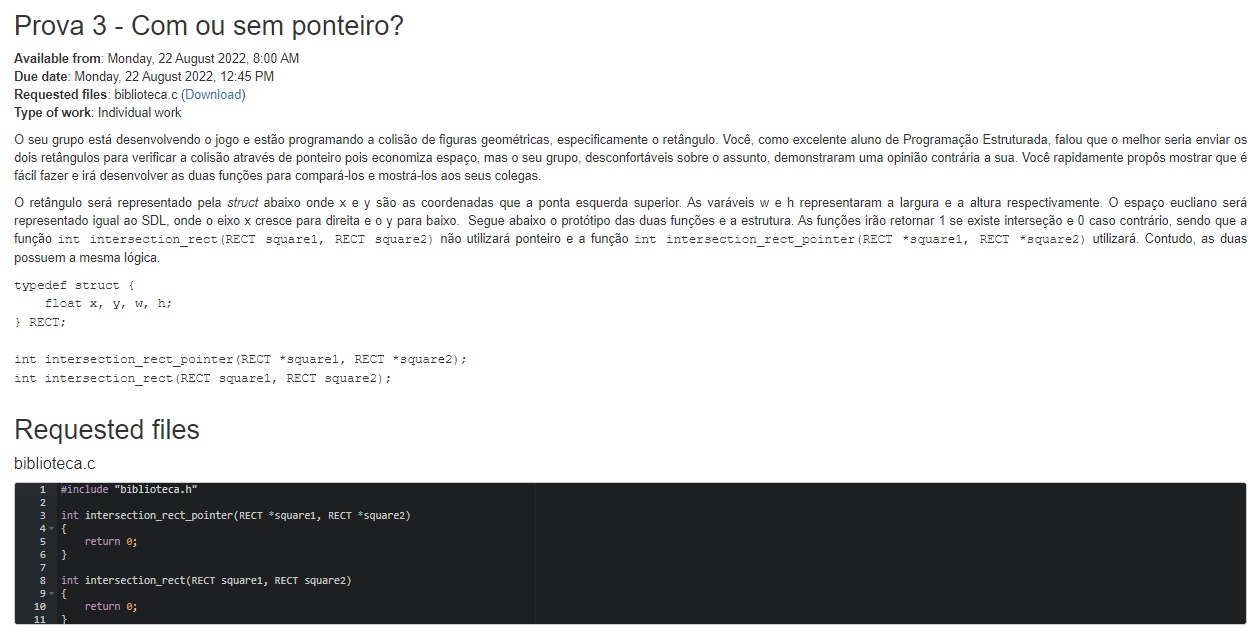 Prova 3 - Com ou sem ponteiro?
Available from: Monday, 22 August 2022, 8:00 AM
Due date: Monday, 22 August 2022, 12:45 PM
Requested files: biblioteca.c (Download)
Type of work: Individual work
O seu grupo está desenvolvendo o jogo e estão programando a colisão de figuras geométricas, especificamente o retângulo. Você, como excelente aluno de Programação Estruturada, falou que o melhor seria enviar os
dois retângulos para verificar a colisão através de ponteiro pois economiza espaço, mas o seu grupo, desconfortáveis sobre o assunto, demonstraram uma opinião contrária a sua. Você rapidamente propôs mostrar que é
fácil fazer e irá desenvolver as duas funções para compará-los e mostrá-los aos seus colegas.
O retângulo será representado pela struct abaixo onde x e y são as coordenadas que a ponta esquerda superior. As varáveis w e h representaram a largura e a altura respectivamente. O espaço eucliano será
representado igual ao SDL, onde o eixo x cresce para direita e o y para baixo. Segue abaixo o protótipo das duas funções e a estrutura. As funções irão retornar 1 se existe interseção e 0 caso contrário, sendo que a
função int intersection_rect(RECT square1, RECT square2) não utilizará ponteiro e a função int intersection_rect_pointer(RECT *square1, RECT *square2) utilizará. Contudo, as duas
possuem a mesma lógica.
typedef struct {
    float x, y, w, h;
} RECT;
int intersection_rect_pointer(RECT *square1, RECT *square2);
int intersection_rect(RECT square1, RECT square2);
Requested files
biblioteca.c
1 #include "biblioteca.h"
2
3 int intersection_rect_pointer(RECT *square1, RECT *square2)
4 {
5     return 0;
6 }
7
8 int intersection_rect(RECT square1, RECT square2)
9 {
10     return 0;
11 }